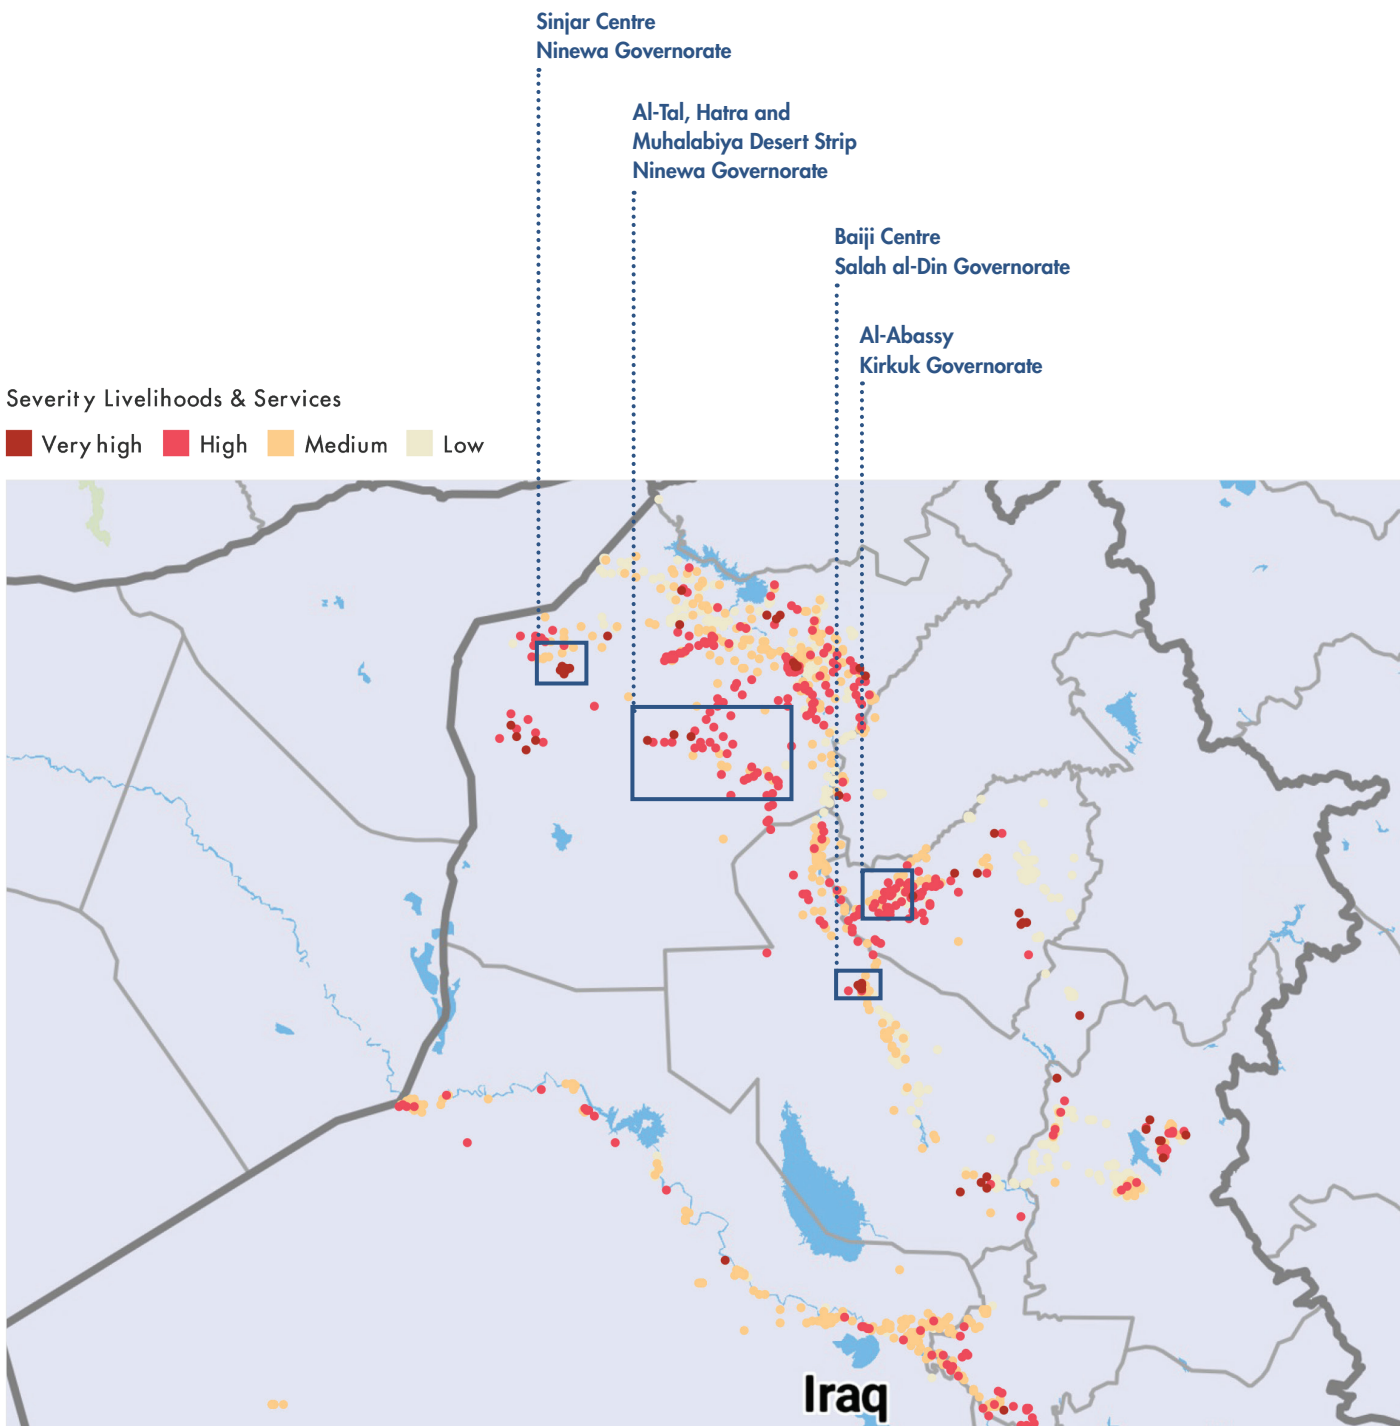 Sinjar Centre
Ninewa Governorate
Al-Tal, Hatra and
Muhalabiya Desert Strip
Ninewa Governorate
Baiji Centre
Salah al-Din Governorate
Al-Abassy
Kirkuk Governorate
Severity Livelihoods & Services
Very high High Medium Low
Iraq